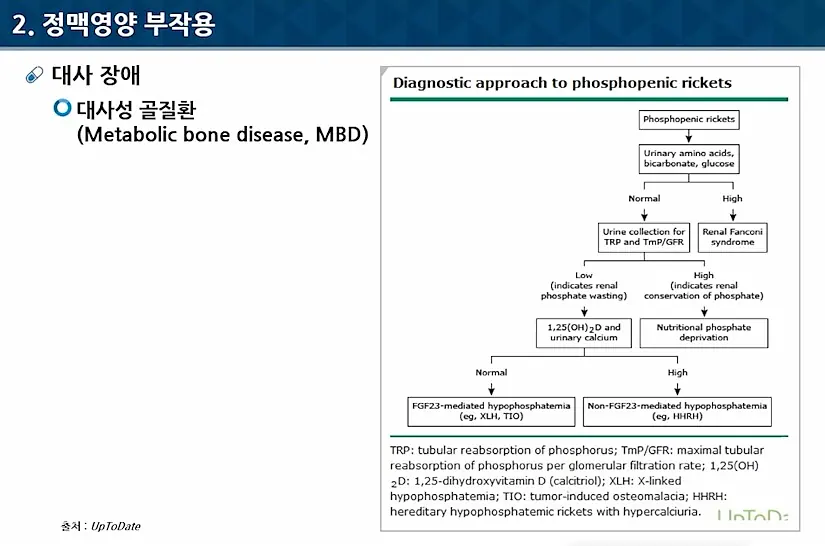 2. 정맥영양 부작용
대사 장애
대사성 골질환
(Metabolic bone disease, MBD)
Diagnostic approach to phosphopenic rickets
Phosphopenic rickets
Urinary amino acids,
bicarbonate, glucose
Normal
High
Urine collection for
TRP and TmP/GFR
Renal Fanconi
syndrome
Low
(indicates renal
phosphate wasting)
High
(indicates renal
conservation of phosphate)
1,25(OH)2D and
urinary calcium
Nutritional phosphate
deprivation
Normal
High
FGF23-mediated hypophosphatemia
(eg, XLH, TIO)
Non-FGF23-mediated hypophosphatemia
(eg, HHRH)
TRP: tubular reabsorption of phosphorus; TmP/GFR: maximal tubular
reabsorption of phosphorus per glomerular filtration rate; 1,25(OH)
2D: 1,25-dihydroxyvitamin D (calcitriol); XLH: X-linked
hypophosphatemia; TIO: tumor-induced osteomalacia; HHRH:
hereditary hypophosphatemic rickets with hypercalciuria.
출처 : UpToDate